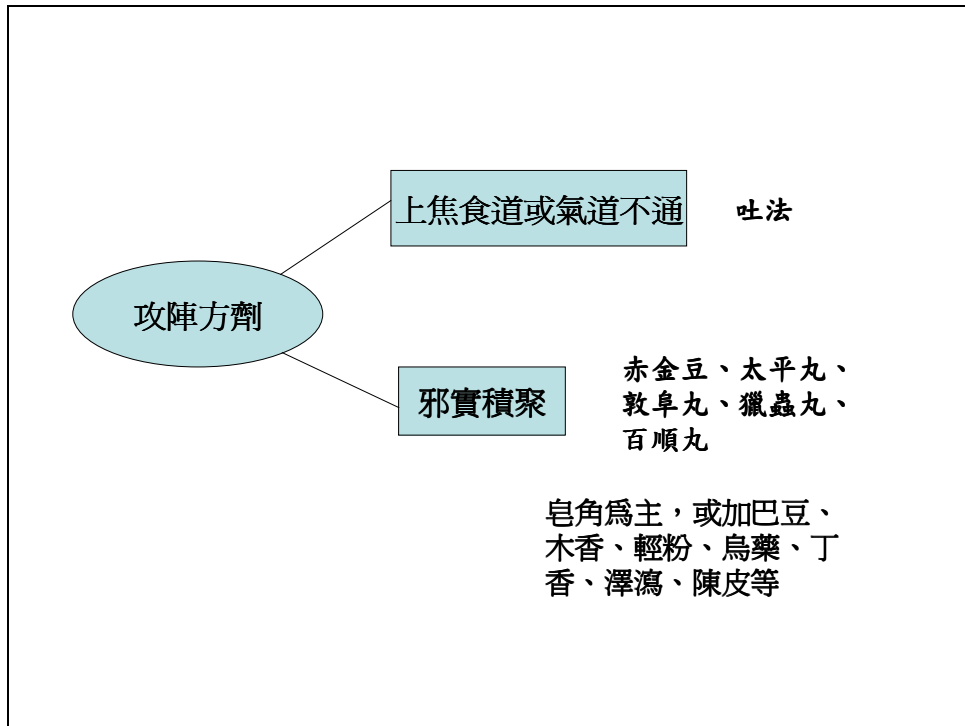 上焦食道或氣道不通
吐法
攻陣方劑
邪實積聚
赤金豆、太平丸、
敦阜丸、獵蟲丸、
百順丸
皂角爲主，或加巴豆、
木香、輕粉、烏藥、丁
香、澤瀉、陳皮等